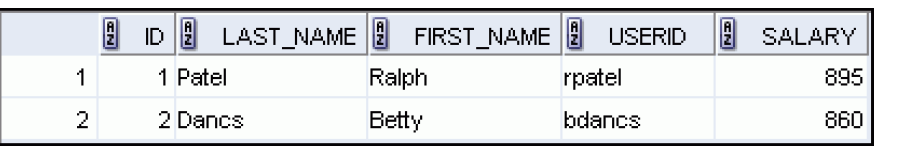 ID LAST_NAME FIRST_NAME USERID SALARY
1 1 Patel Ralph rpatel 895
2 2 Dancs Betty bdancs 860